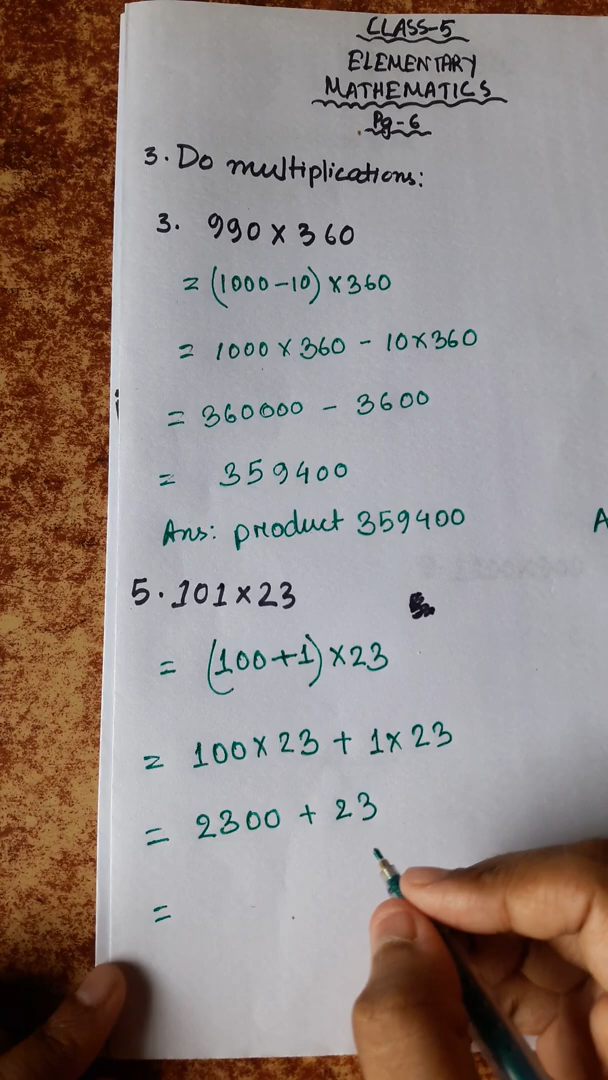 CLASS-5
ELEMENTARY
MATHEMATICS
Pg-6
3. Do multiplications:
3. 990 × 360
= (1000 - 10) × 360
= 1000 × 360 - 10 × 360
= 360000 - 3600
= 359400
Ans: product 359400
A
5. 101 × 23
= (100 + 1) × 23
= 100 × 23 + 1 × 23
= 2300 + 23
=